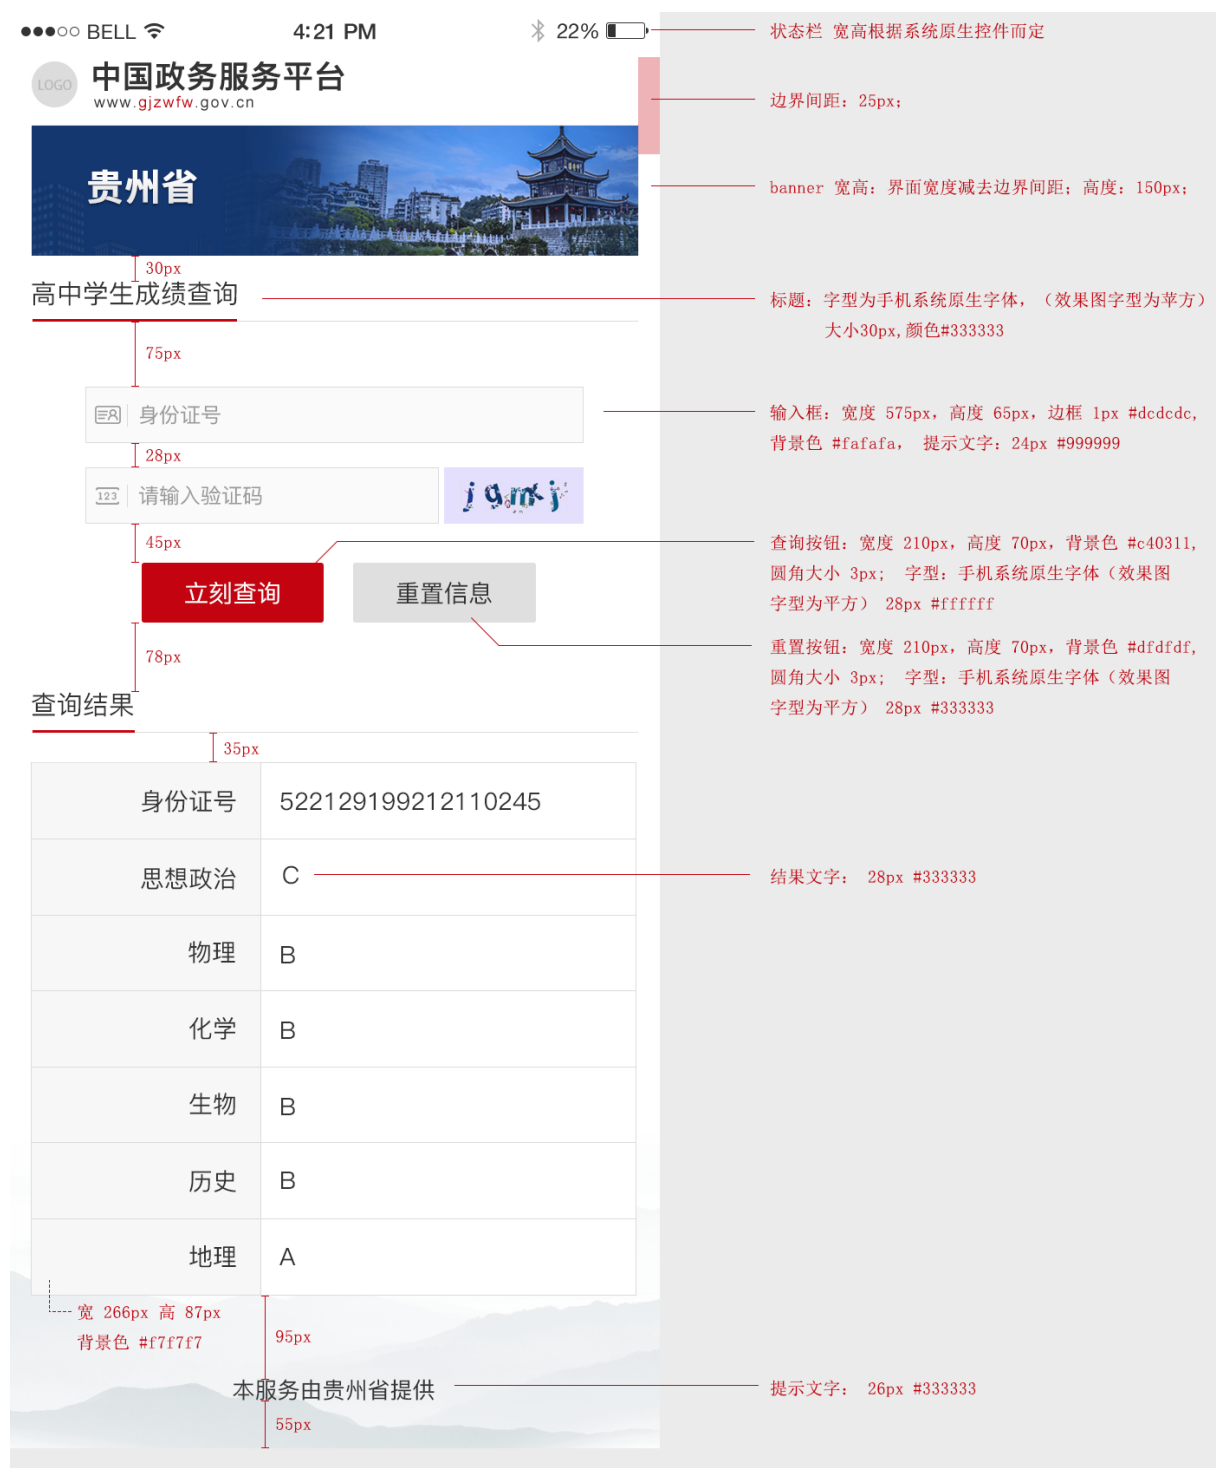 BELL 4:21 PM 22%
状态栏 宽高根据系统原生控件而定
LOGO
中国政务服务平台
www.gjzwfw.gov.cn
边界间距：25px；
贵州省
banner 宽高：界面宽度减去边界间距；高度：150px；
30px
高中学生成绩查询
标题：字型为手机系统原生字体，（效果图字型为苹方）
大小30px,颜色#333333
75px
身份证号
输入框：宽度 575px，高度 65px，边框 1px #dcdcdc,
背景色 #fafafa， 提示文字：24px #999999
28px
123 请输入验证码
jgmkj
45px
查询按钮：宽度 210px，高度 70px，背景色 #c40311,
圆角大小 3px； 字型：手机系统原生字体（效果图
字型为平方） 28px #ffffff
立刻查询
重置信息
重置按钮：宽度 210px，高度 70px，背景色 #dfdfdf,
圆角大小 3px； 字型：手机系统原生字体（效果图
字型为平方） 28px #333333
78px
查询结果
35px
身份证号 522129199212110245
思想政治 C
结果文字： 28px #333333
物理 B
化学 B
生物 B
历史 B
地理 A
宽 266px 高 87px
背景色 #f7f7f7
95px
本服务由贵州省提供
提示文字： 26px #333333
55px